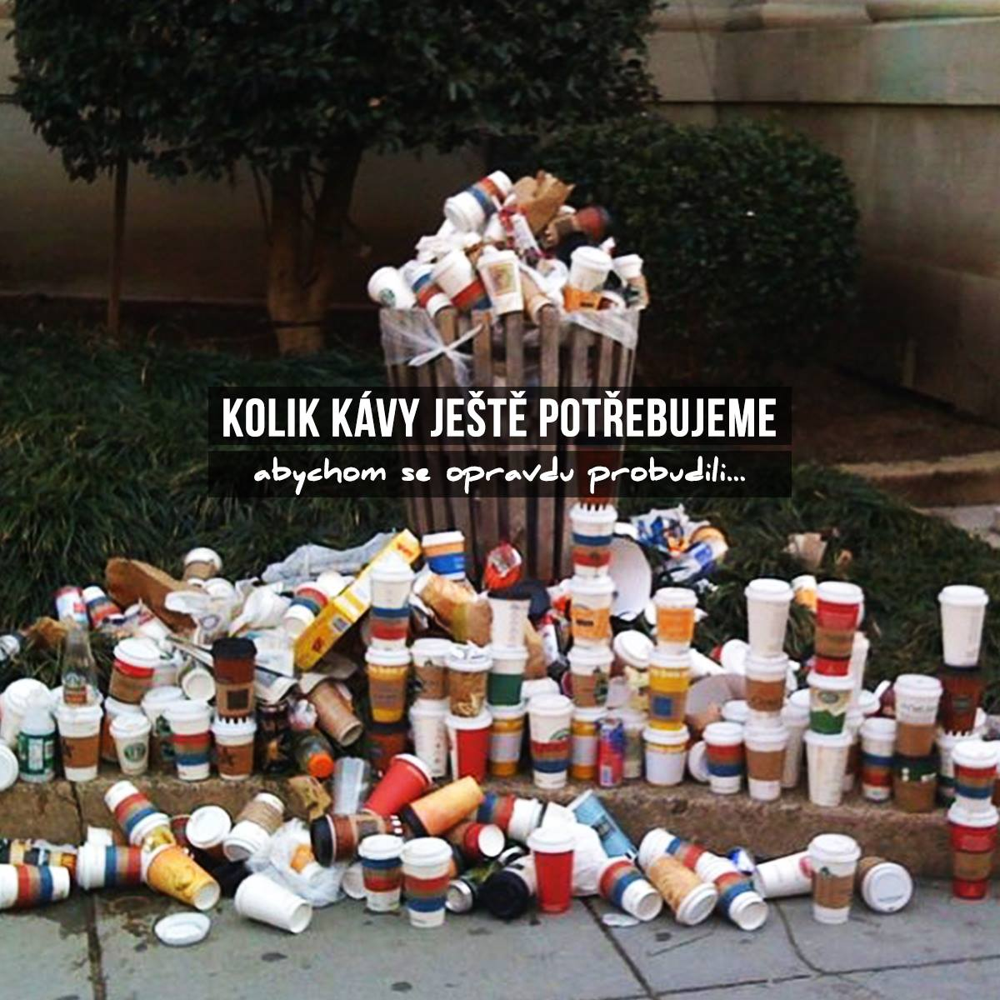 KOLIK KÁVY JEŠTĚ POTŘEBUJEME
abychom se opravdu probudili...